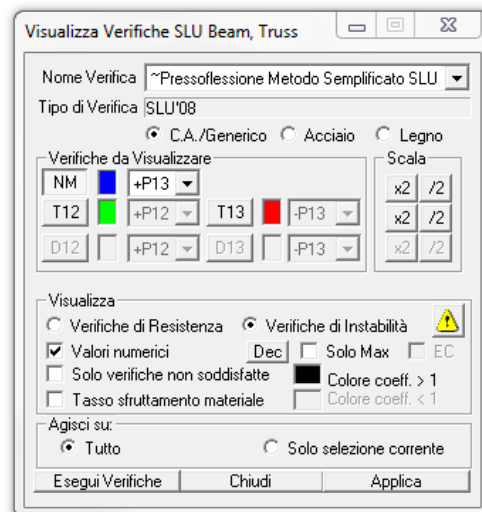 Visualizza Verifiche SLU Beam, Truss
Nome Verifica ~Pressoflessione Metodo Semplificato SLU
Tipo di Verifica SLU'08
C.A./Generico Acciaio Legno
Verifiche da Visualizzare Scala
NM +P13 x2 /2
T12 +P12 T13 -P13 x2 /2
D12 +P12 D13 -P13 x2 /2
Visualizza
Verifiche di Resistenza Verifiche di Instabilità
Valori numerici Dec Solo Max EC
Solo verifiche non soddisfatte Colore coeff. > 1
Tasso sfruttamento materiale Colore coeff. < 1
Agisci su:
Tutto Solo selezione corrente
Esegui Verifiche Chiudi Applica